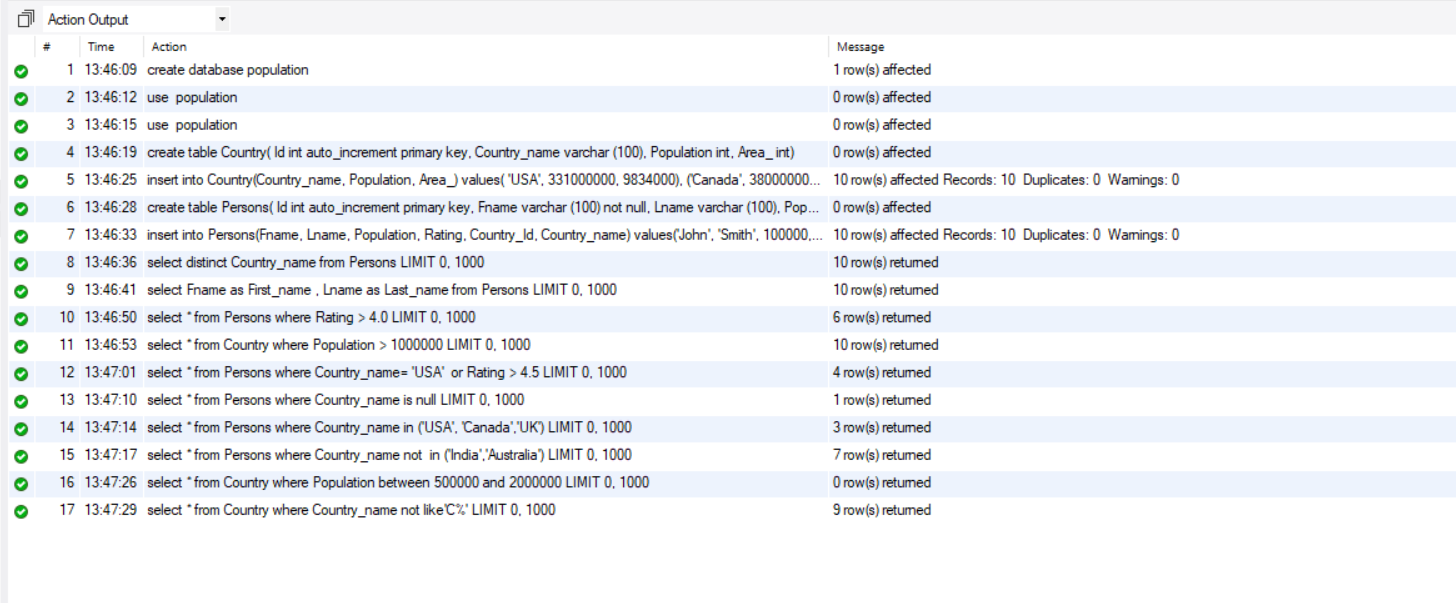 Action Output
# Time Action Message
1 13:46:09 create database population 1 row(s) affected
2 13:46:12 use  population 0 row(s) affected
3 13:46:15 use  population 0 row(s) affected
4 13:46:19 create table Country( Id int auto_increment primary key, Country_name varchar (100), Population int, Area_ int) 0 row(s) affected
5 13:46:25 insert into Country(Country_name, Population, Area_) values( 'USA', 331000000, 9834000), ('Canada', 38000000... 10 row(s) affected Records: 10  Duplicates: 0  Warnings: 0
6 13:46:28 create table Persons( Id int auto_increment primary key, Fname varchar (100) not null, Lname varchar (100), Pop... 0 row(s) affected
7 13:46:33 insert into Persons(Fname, Lname, Population, Rating, Country_Id, Country_name) values('John', 'Smith', 100000,... 10 row(s) affected Records: 10  Duplicates: 0  Warnings: 0
8 13:46:36 select distinct Country_name from Persons LIMIT 0, 1000 10 row(s) returned
9 13:46:41 select Fname as First_name , Lname as Last_name from Persons LIMIT 0, 1000 10 row(s) returned
10 13:46:50 select * from Persons where Rating > 4.0 LIMIT 0, 1000 6 row(s) returned
11 13:46:53 select * from Country where Population > 1000000 LIMIT 0, 1000 10 row(s) returned
12 13:47:01 select * from Persons where Country_name= 'USA'  or Rating > 4.5 LIMIT 0, 1000 4 row(s) returned
13 13:47:10 select * from Persons where Country_name is null LIMIT 0, 1000 1 row(s) returned
14 13:47:14 select * from Persons where Country_name in ('USA', 'Canada','UK') LIMIT 0, 1000 3 row(s) returned
15 13:47:17 select * from Persons where Country_name not  in ('India','Australia') LIMIT 0, 1000 7 row(s) returned
16 13:47:26 select * from Country where Population between 500000 and 2000000 LIMIT 0, 1000 0 row(s) returned
17 13:47:29 select * from Country where Country_name not like'C%' LIMIT 0, 1000 9 row(s) returned